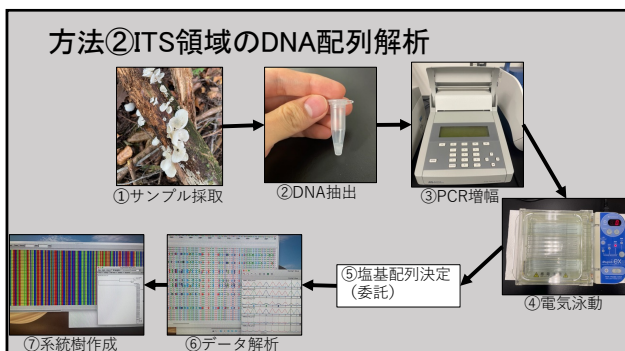 方法②ITS領域のDNA配列解析
①サンプル採取
②DNA抽出
③PCR増幅
④電気泳動
⑤塩基配列決定
（委託）
⑥データ解析
⑦系統樹作成